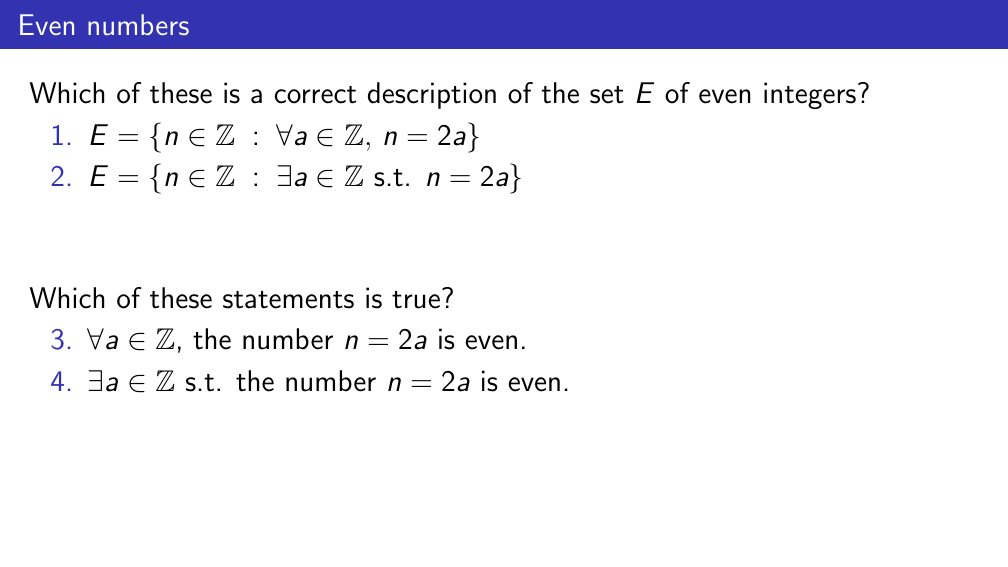 Even numbers
Which of these is a correct description of the set E of even integers?
1. E = {n ∈ ℤ : ∀a ∈ ℤ, n = 2a}
2. E = {n ∈ ℤ : ∃a ∈ ℤ s.t. n = 2a}
Which of these statements is true?
3. ∀a ∈ ℤ, the number n = 2a is even.
4. ∃a ∈ ℤ s.t. the number n = 2a is even.